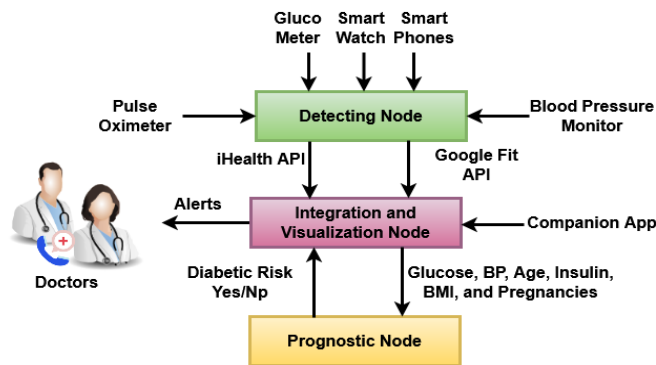 Gluco
Meter
Smart
Watch
Smart
Phones
Pulse
Oximeter
Detecting Node
Blood Pressure
Monitor
iHealth API
Google Fit
API
Alerts
Integration and
Visualization Node
Companion App
Doctors
Diabetic Risk
Yes/Np
Glucose, BP, Age, Insulin,
BMI, and Pregnancies
Prognostic Node